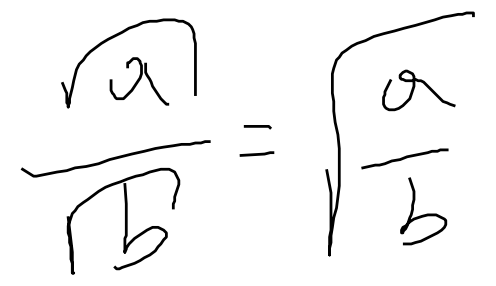 √a/√b = √(a/b)